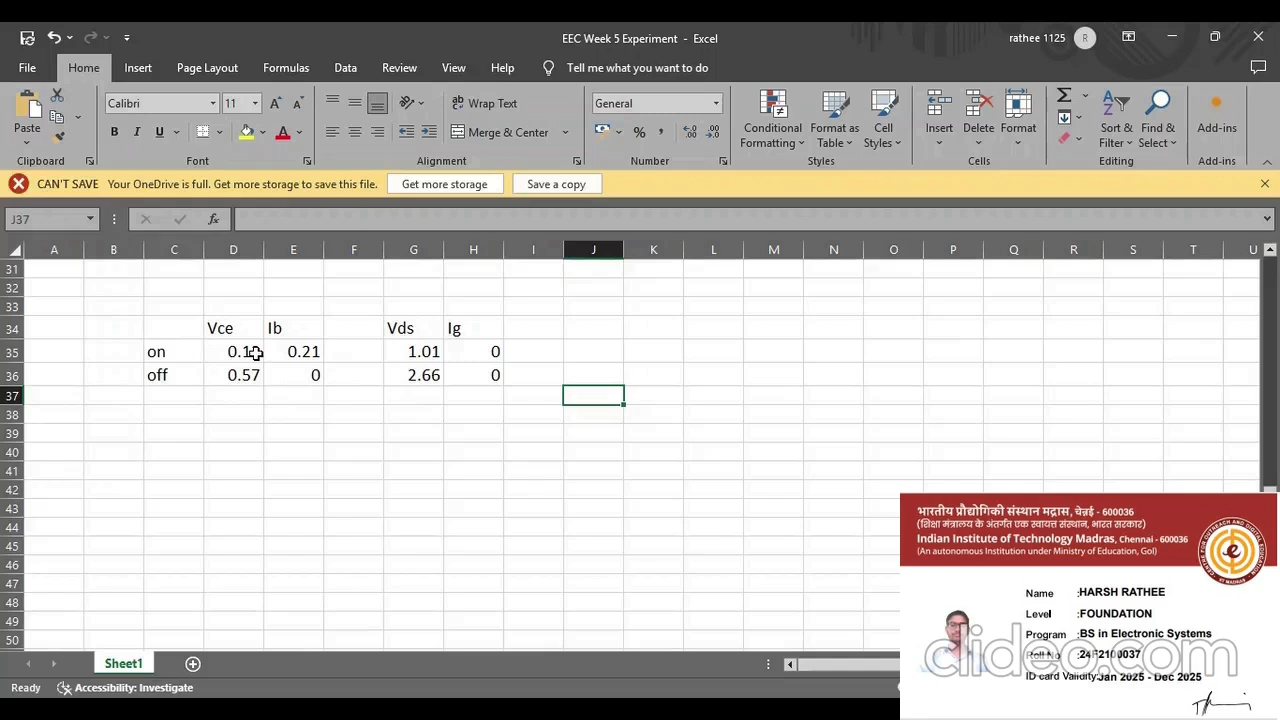 EEC Week 5 Experiment - Excel
rathee 1125
R
File Home Insert Page Layout Formulas Data Review View Help Tell me what you want to do
Paste
Calibri 11
B I U
Wrap Text
Merge & Center
General
Conditional Formatting
Format as Table
Cell Styles
Insert Delete Format
Sort & Filter
Find & Select
Add-ins
Clipboard Font Alignment Number Styles Cells Editing Add-ins
CAN'T SAVE Your OneDrive is full. Get more storage to save this file. Get more storage Save a copy
J37 fx
A B C D E F G H I J K L M N O P Q R S T U
31
32
33
34 Vce Ib Vds Ig
35 on 0.21 1.01 0
36 off 0.57 0 2.66 0
37
38
39
40
41
42
43
44
45
46
47
48
49
50
Sheet1
Ready Accessibility: Investigate
भारतीय प्रौद्योगिकी संस्थान मद्रास, चेन्नई - 600036
(शिक्षा मंत्रालय के अंतर्गत एक स्वायत्त संस्थान, भारत सरकार)
Indian Institute of Technology Madras, Chennai - 600036
(An autonomous Institution under Ministry of Education, GoI)
Name :HARSH RATHEE
Level :FOUNDATION
Program :BS in Electronic Systems
Roll No :24F2100037
ID card Validity:Jan 2025 - Dec 2025
clideo.com